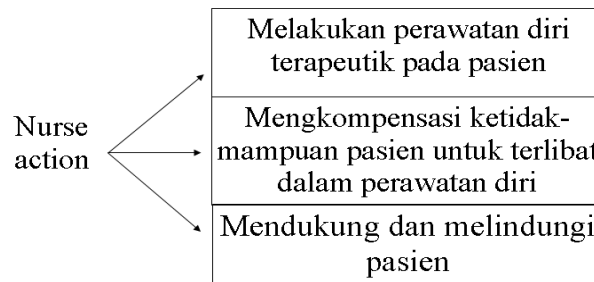 Nurse
action
Melakukan perawatan diri
terapeutik pada pasien
Mengkompensasi ketidak-
mampuan pasien untuk terlibat
dalam perawatan diri
Mendukung dan melindungi
pasien